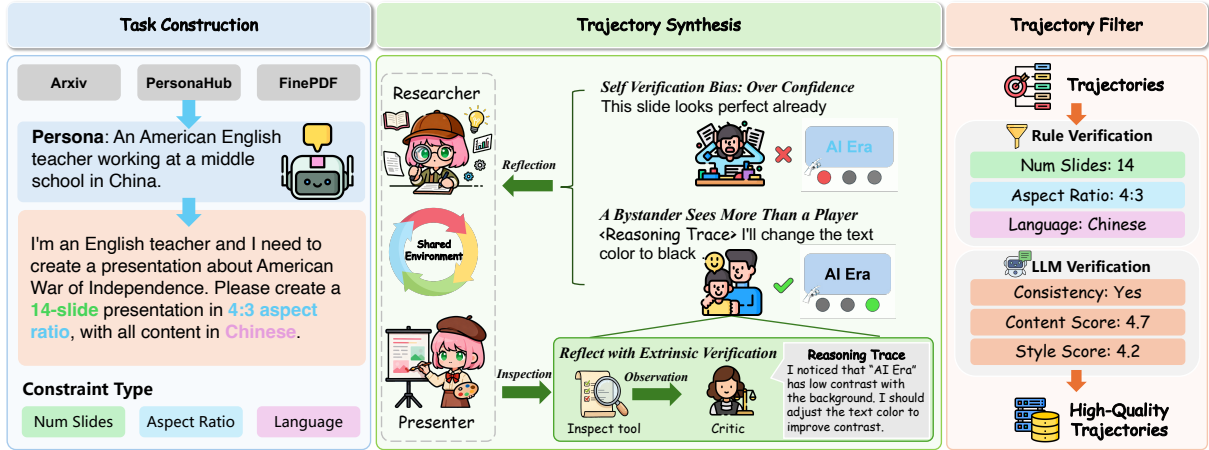 Task Construction
Arxiv
PersonaHub
FinePDF
Persona: An American English
teacher working at a middle
school in China.
I'm an English teacher and I need to
create a presentation about American
War of Independence. Please create a
14-slide presentation in 4:3 aspect
ratio, with all content in Chinese.
Constraint Type
Num Slides
Aspect Ratio
Language
Trajectory Synthesis
Researcher
Shared
Environment
Presenter
Reflection
Inspection
Self Verification Bias: Over Confidence
This slide looks perfect already
AI Era
A Bystander Sees More Than a Player
<Reasoning Trace> I'll change the text
color to black
AI Era
Reflect with Extrinsic Verification
Observation
Inspect tool
Critic
Reasoning Trace
I noticed that "AI Era"
has low contrast with
the background. I should
adjust the text color to
improve contrast.
Trajectory Filter
Trajectories
Rule Verification
Num Slides: 14
Aspect Ratio: 4:3
Language: Chinese
LLM Verification
Consistency: Yes
Content Score: 4.7
Style Score: 4.2
High-Quality
Trajectories